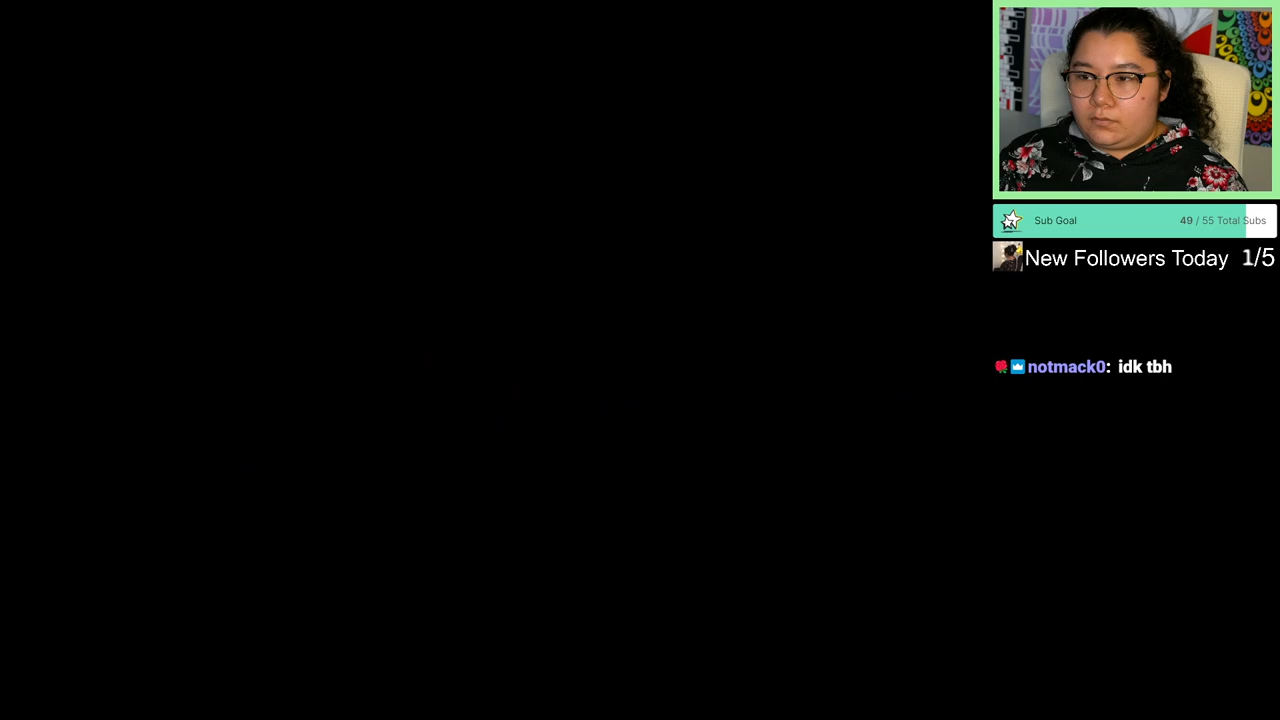 Sub Goal 49 / 55 Total Subs
New Followers Today 1/5
notmack0: idk tbh